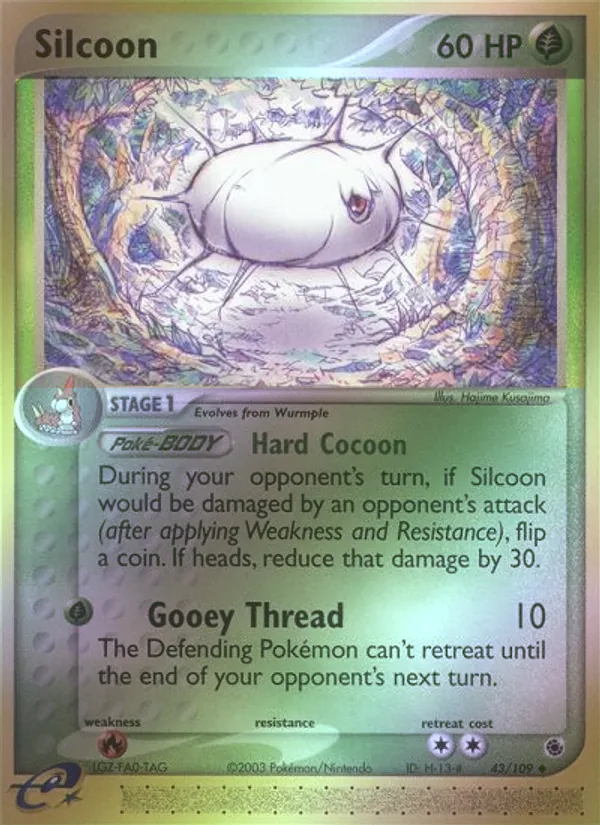 Silcoon 60 HP
Illus. Hajime Kusajima
STAGE 1 Evolves from Wurmple
Poké-BODY Hard Cocoon
During your opponent's turn, if Silcoon
would be damaged by an opponent's attack
(after applying Weakness and Resistance), flip
a coin. If heads, reduce that damage by 30.
Gooey Thread 10
The Defending Pokémon can't retreat until
the end of your opponent's next turn.
weakness resistance retreat cost
LGZ-FA0-TAG ©2003 Pokémon/Nintendo ID: H-13-# 43/109
e